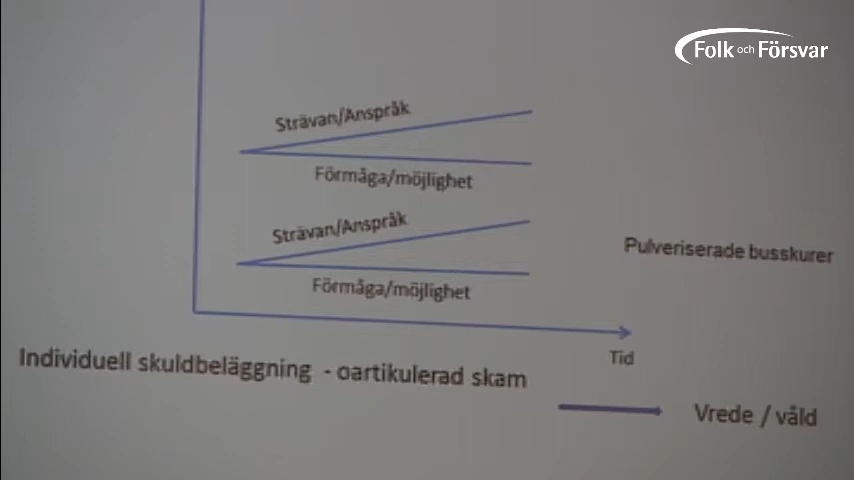 Folk och Försvar
Strävan/Anspråk
Förmåga/möjlighet
Strävan/Anspråk
Förmåga/möjlighet
Pulveriserade busskurer
Tid
Individuell skuldbeläggning - oartikulerad skam
Vrede / våld